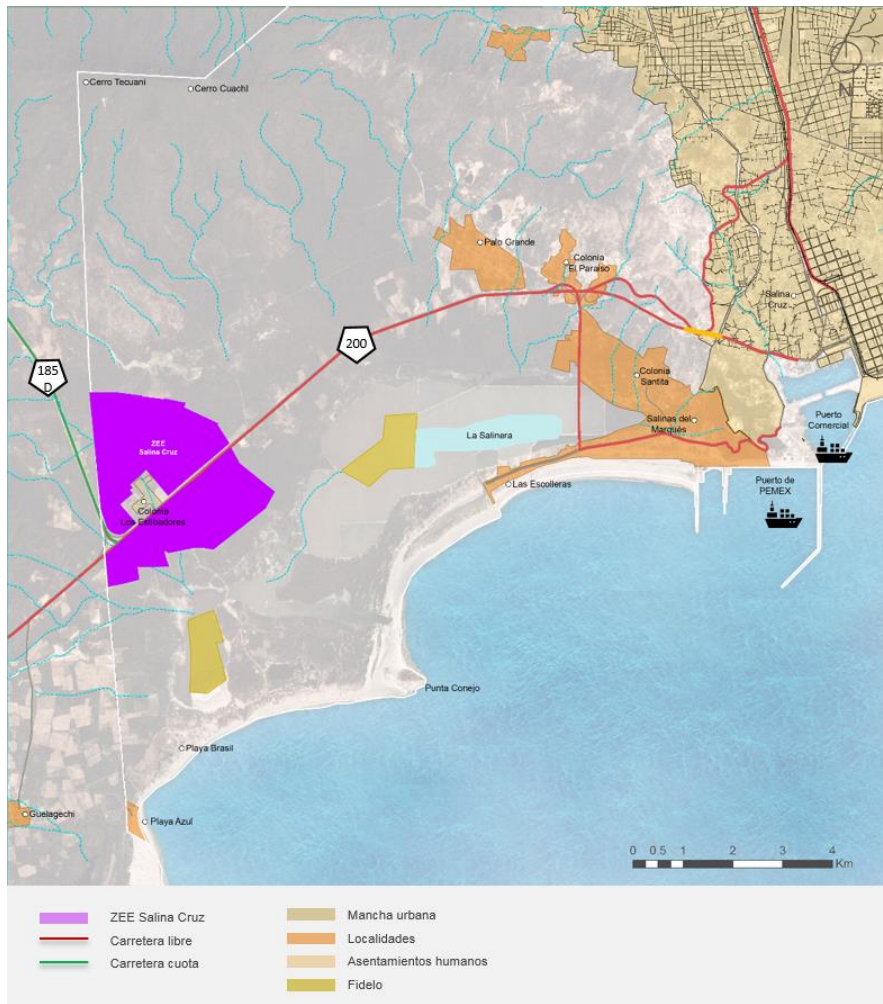 Cerro Tecuani
Cerro Cuachl
N
Palo Grande
Colonia
El Paraiso
Salina
Cruz
200
185
D
Colonia
Santita
Salinas del
Marqués
Puerto
Comercial
La Salinera
ZEE
Salina Cruz
Las Escolleras
Puerto de
PEMEX
Colonia
Los Estibadores
Punta Conejo
Playa Brasil
Guelagechi
Playa Azul
0 0 5 1 2 3 4
Km
ZEE Salina Cruz
Carretera libre
Carretera cuota
Mancha urbana
Localidades
Asentamientos humanos
Fidelo